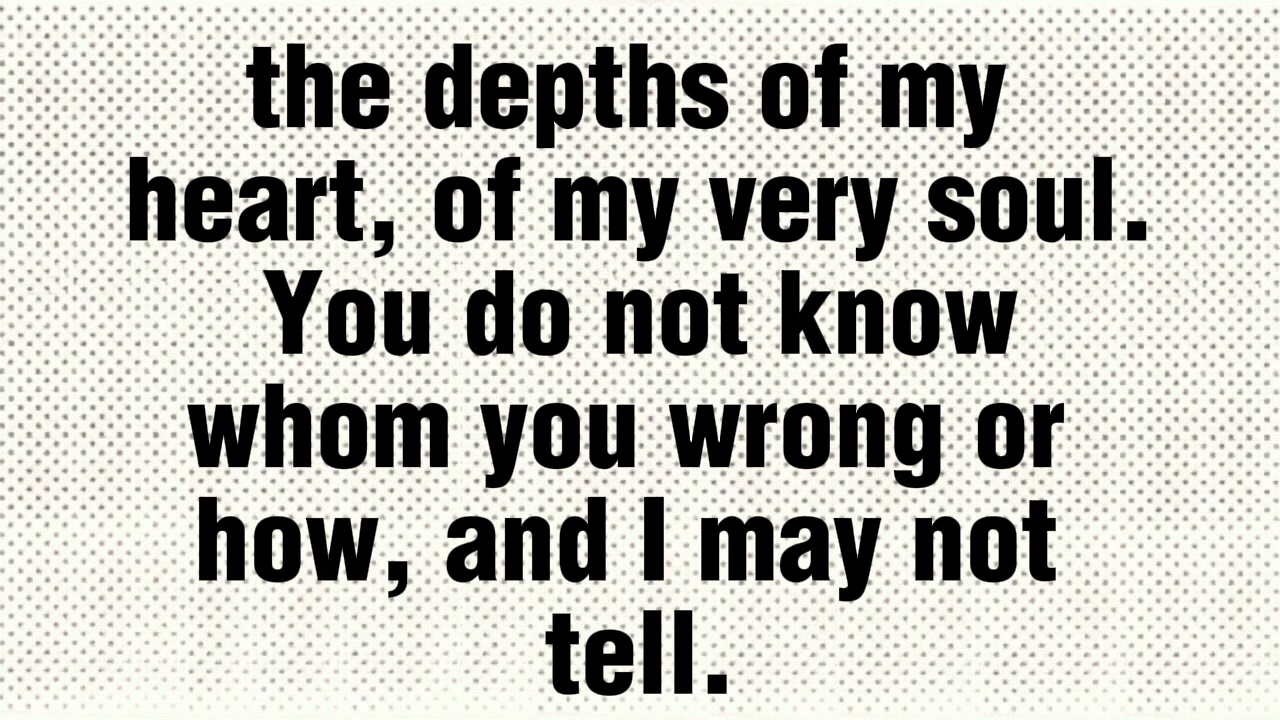 the depths of my
heart, of my very soul.
You do not know
whom you wrong or
how, and I may not
tell.